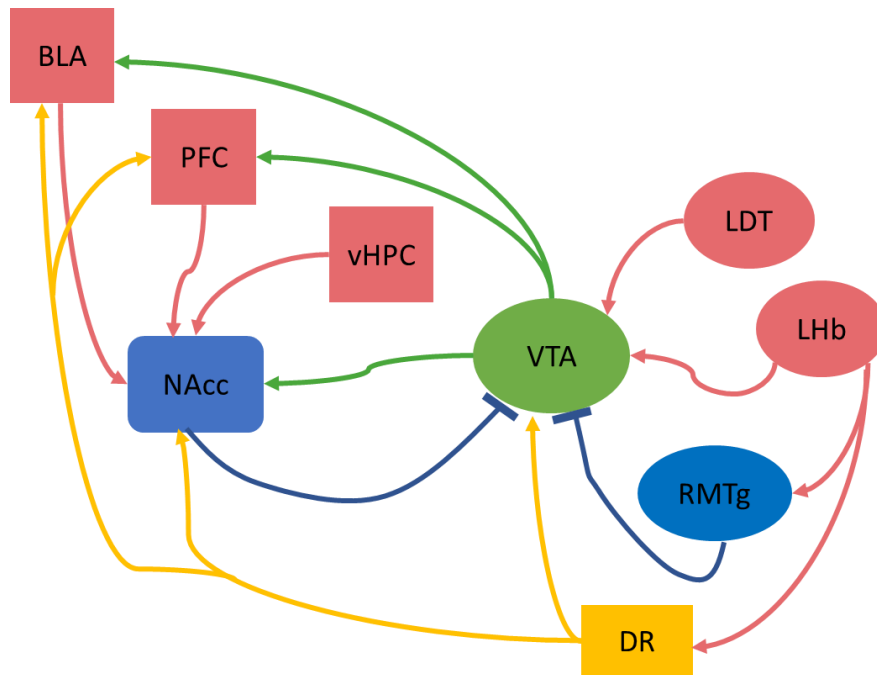 BLA
PFC
vHPC
LDT
LHb
VTA
NAcc
RMTg
DR